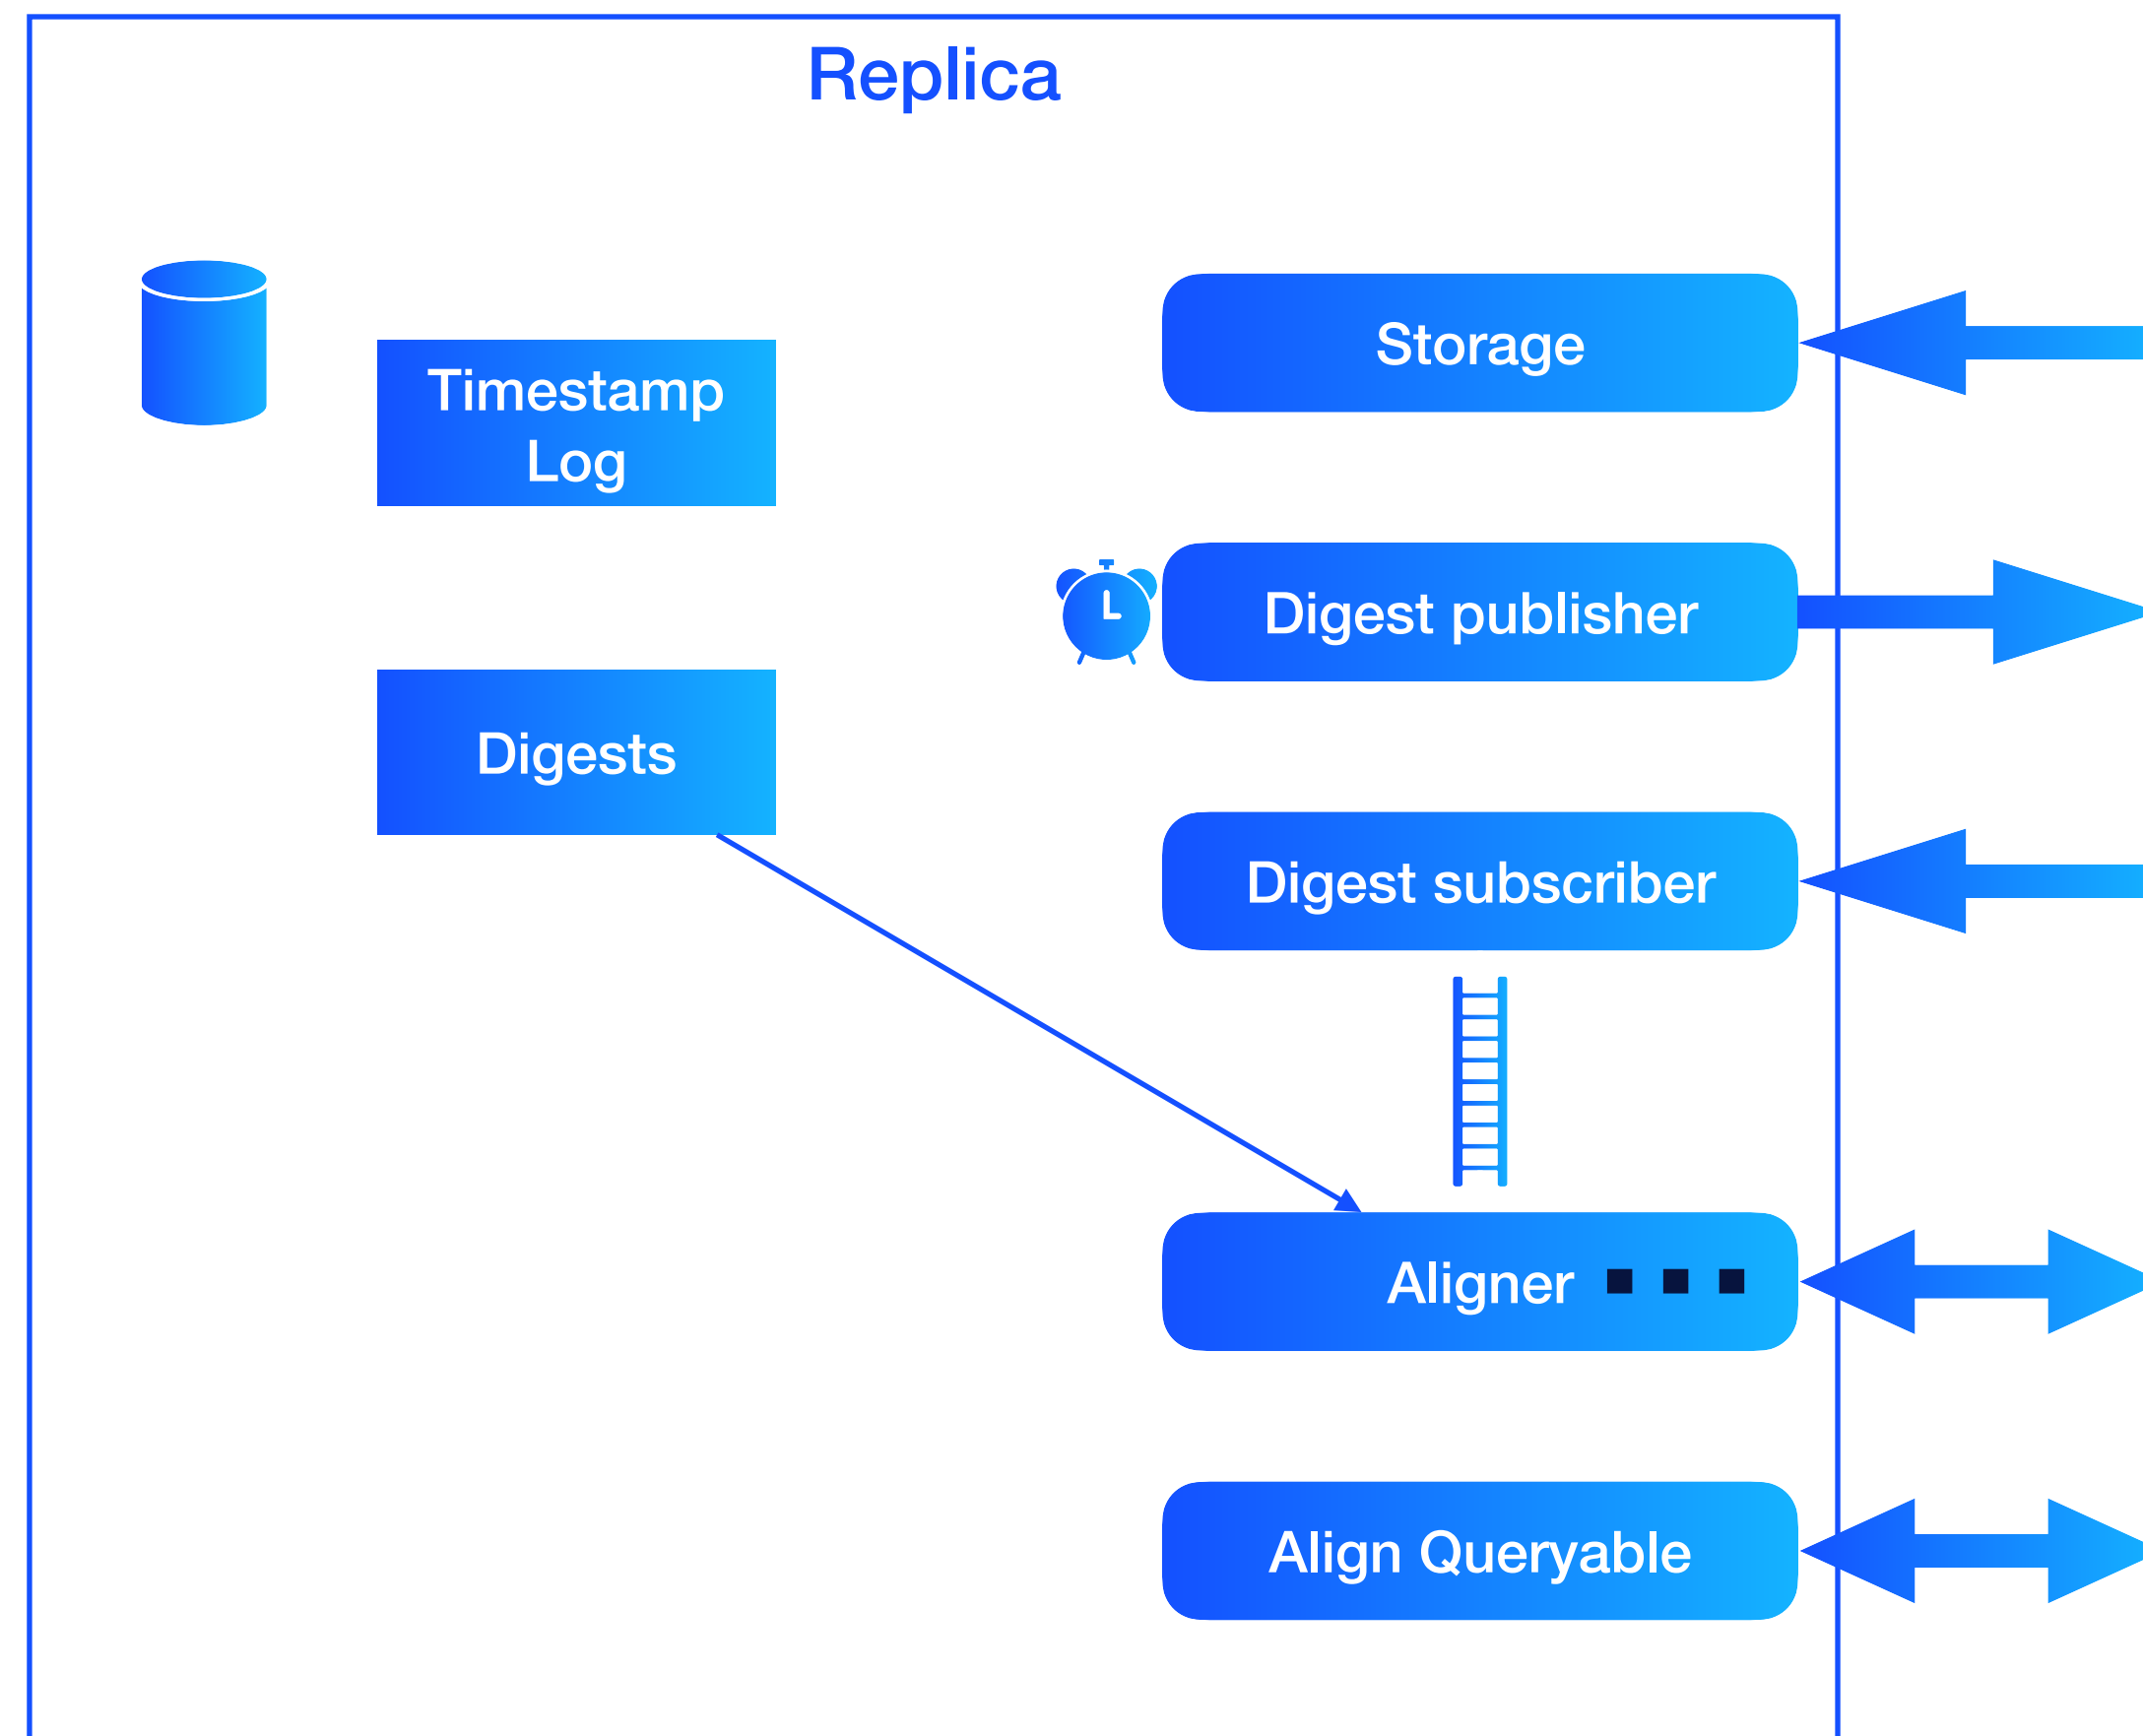 Replica
Timestamp
Log
Digests
Storage
Digest publisher
Digest subscriber
Aligner
Align Queryable